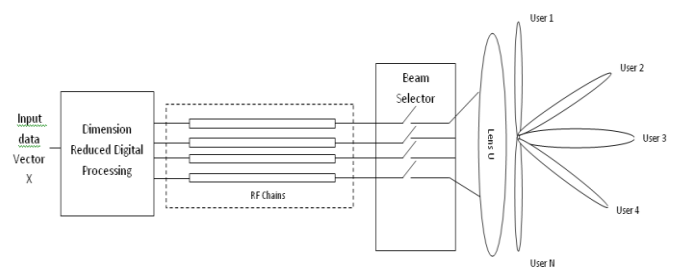 Input
data
Vector
X
Dimension
Reduced Digital
Processing
RF Chains
Beam
Selector
Lens U
User 1
User 2
User 3
User 4
User N